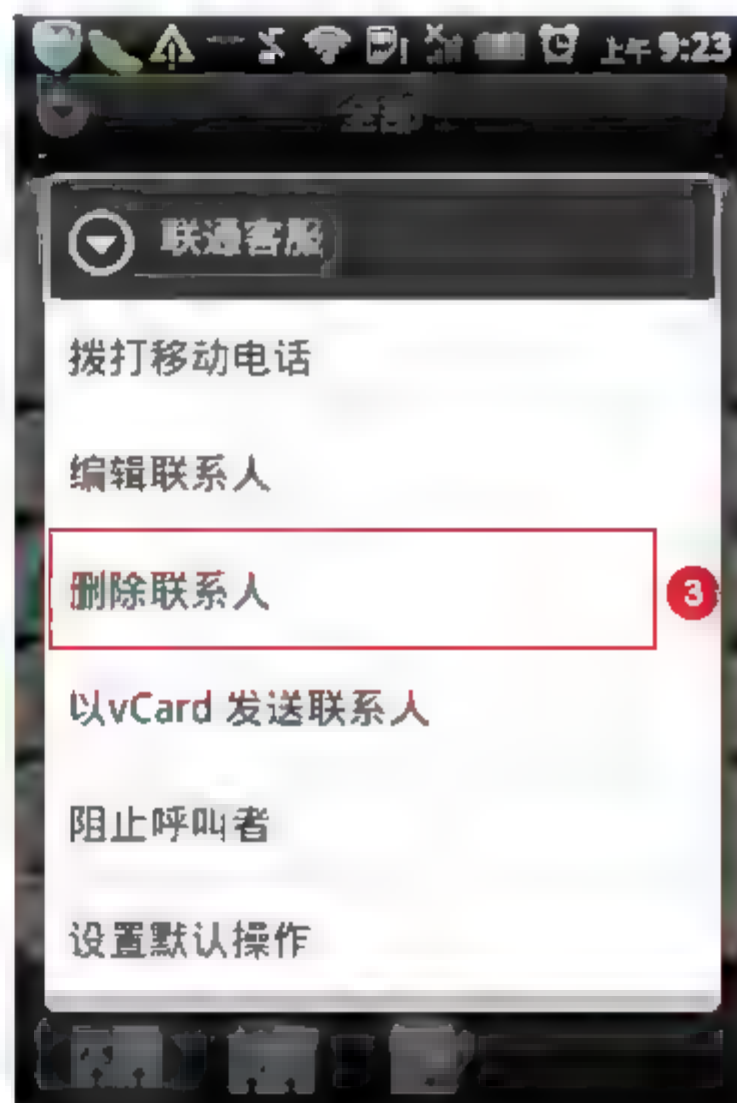 上午 9:23
全部
联通客服
拨打移动电话
编辑联系人
删除联系人
3
以vCard 发送联系人
阻止呼叫者
设置默认操作